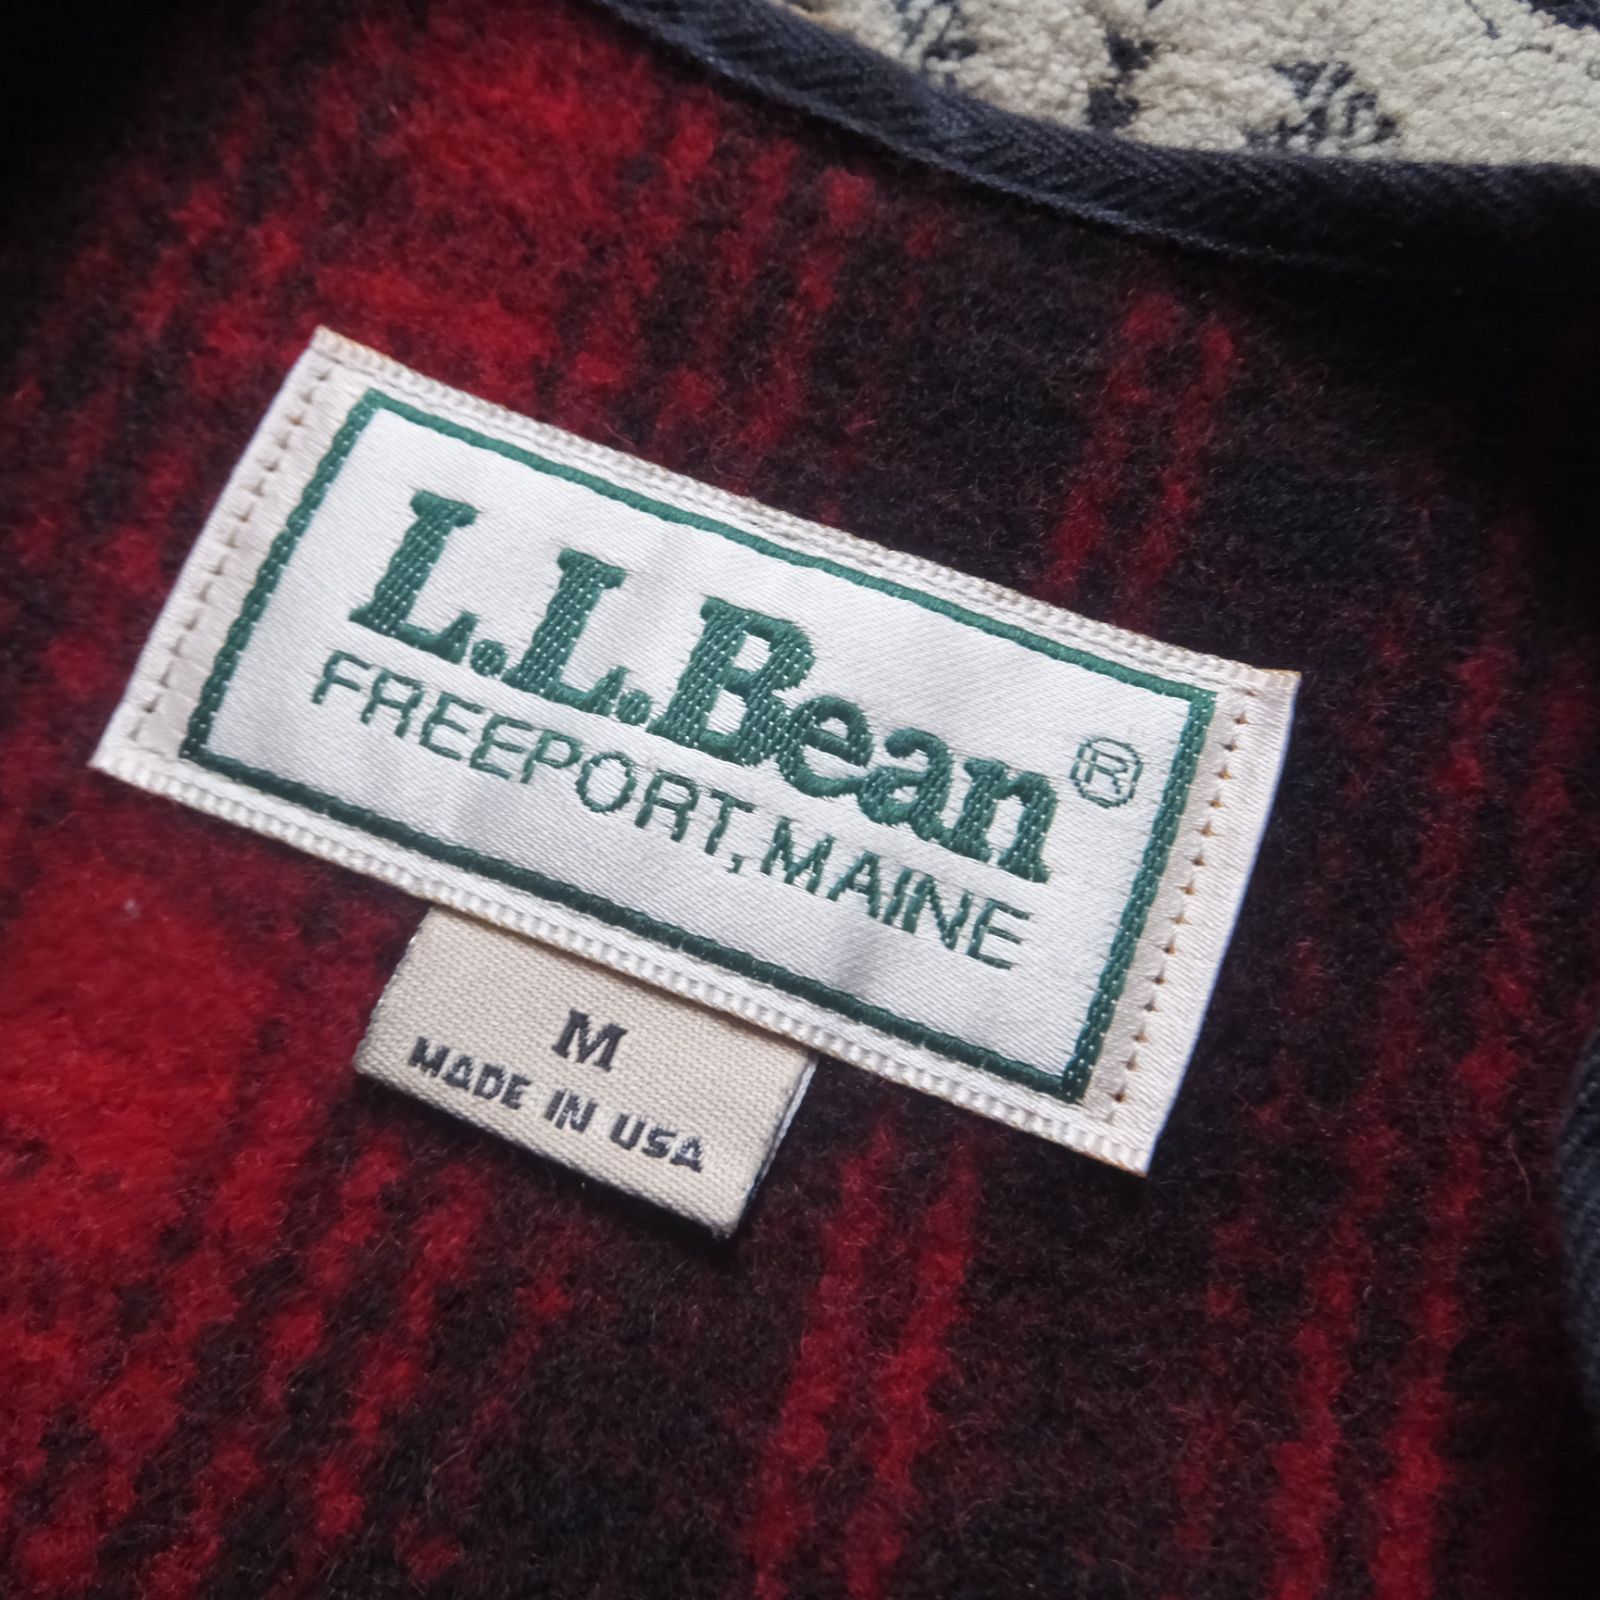 L.L.Bean®
FREEPORT, MAINE
M
MADE IN USA